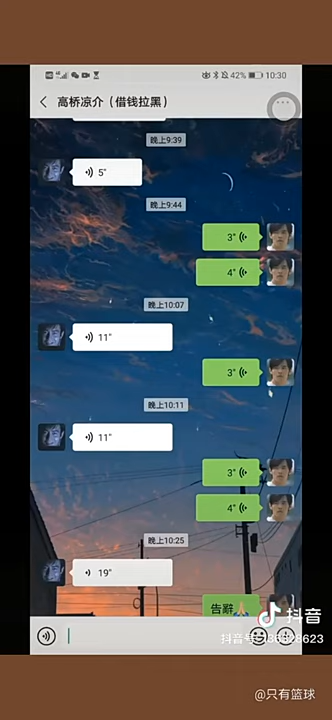 42% 10:30
高桥凉介（借钱拉黑）
晚上9:39
5"
晚上9:44
3"
4"
晚上10:07
11"
3"
晚上10:11
11"
3"
4"
晚上10:25
19"
告辭🙏
抖音
@只有篮球